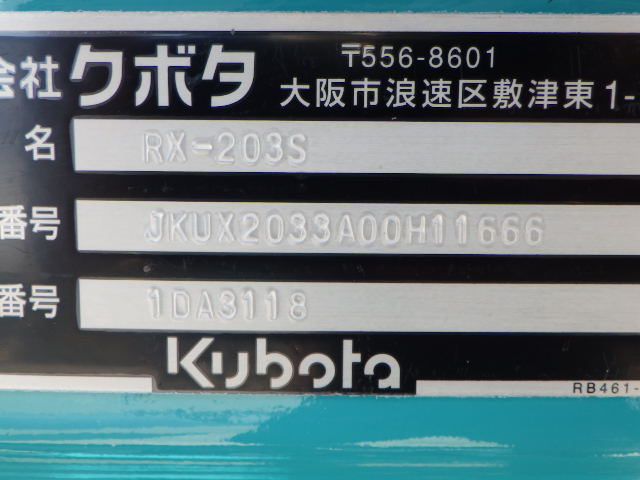 会社クボタ
〒556-8601
大阪市浪速区敷津東1-
名 RX-203S
番号 JKUX2033A00H11666
番号 1DA3118
Kubota
RB461-